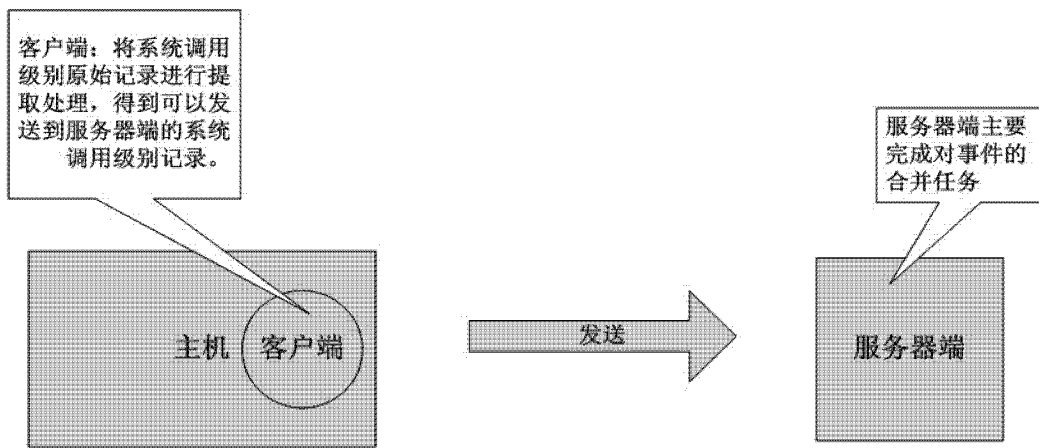 客户端：将系统调用
级别原始记录进行提
取处理，得到可以发
送到服务器端的系统
调用级别记录。
服务器端主要
完成对事件的
合并任务
主机
客户端
发送
服务器端